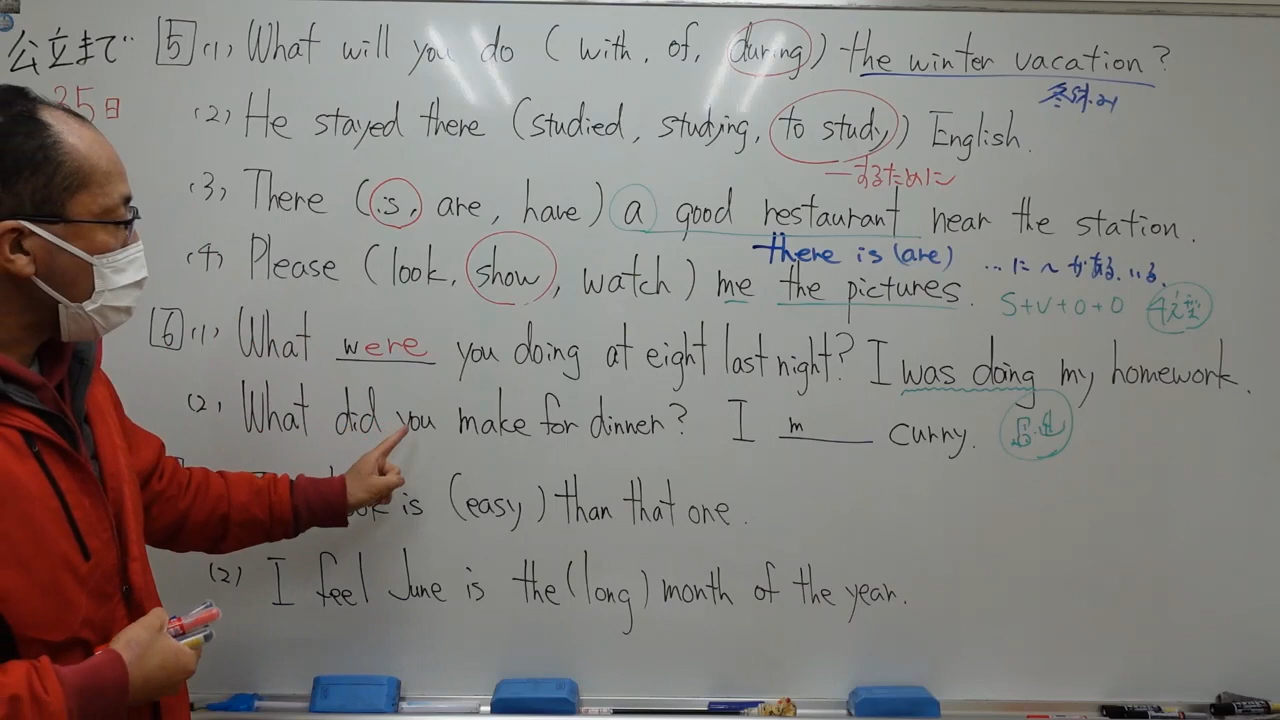 公立まで 5 (1) What will you do (with, of, during) the winter vacation?
35日 冬休み
(2) He stayed there (studied, studying, to study) English.
―するために
(3) There (is, are, have) a good restaurant near the station.
there is (are) ...に〜がある.いる.
(4) Please (look, show, watch) me the pictures. S+V+O+O 4文型
6 (1) What were you doing at eight last night? I was doing my homework.
(2) What did you make for dinner? I m curry. 過進
is (easy) than that one.
(2) I feel June is the (long) month of the year.